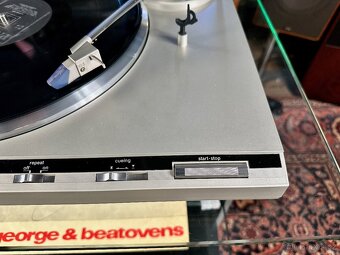 repeat
off on
cueing
start-stop
george & beatovens